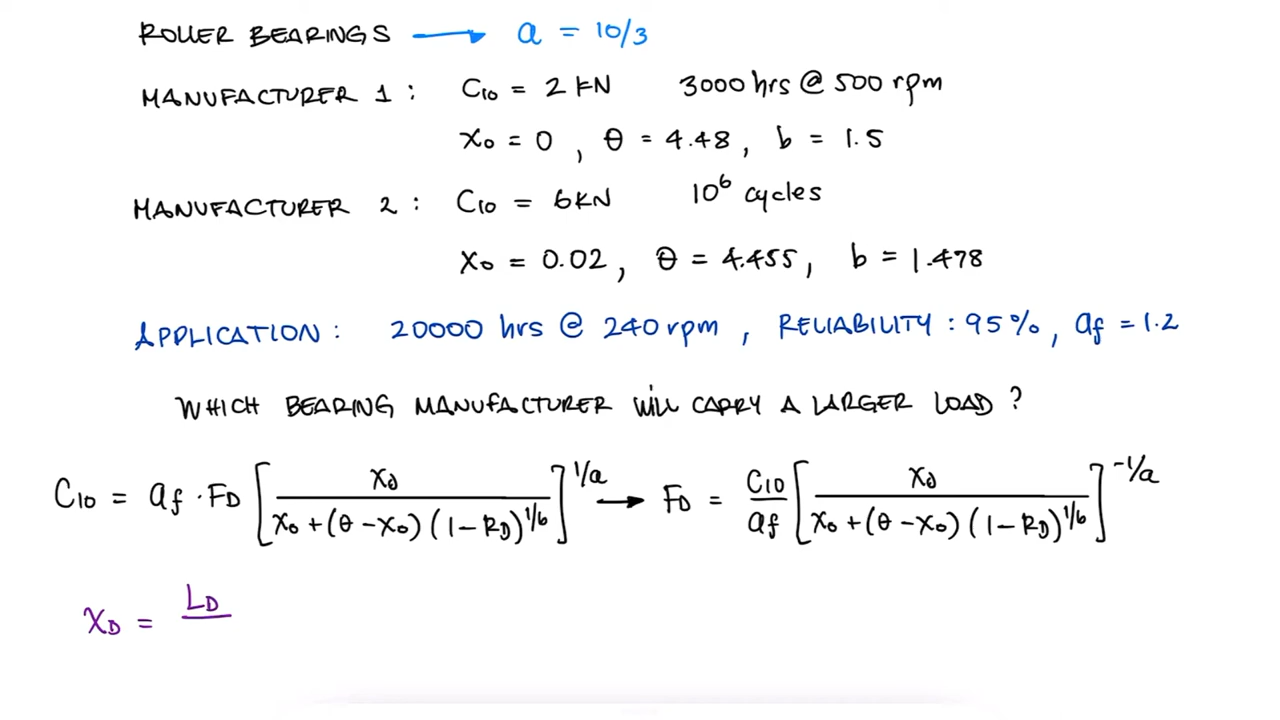 ROLLER BEARINGS → a = 10/3
MANUFACTURER 1 : C10 = 2 kN 3000 hrs @ 500 rpm
x0 = 0 , θ = 4.48 , b = 1.5
MANUFACTURER 2 : C10 = 6 kN 10^6 cycles
x0 = 0.02 , θ = 4.455 , b = 1.478
APPLICATION : 20000 hrs @ 240 rpm , RELIABILITY : 95% , af = 1.2
WHICH BEARING MANUFACTURER WILL CARRY A LARGER LOAD ?
C10 = af · FD [ xD / (x0 + (θ - x0) (1 - RD)^1/b) ]^1/a → FD = C10/af [ xD / (x0 + (θ - x0) (1 - RD)^1/b) ]^-1/a
xD = LD